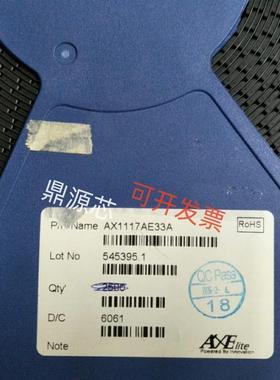 鼎源芯 可开发票
P/ Name AX1117AE33A
RoHS
Lot No 545395.1
Qty 2500
QC Pass
18
D/C 6061
Note
AXElite
Powered by Innovation